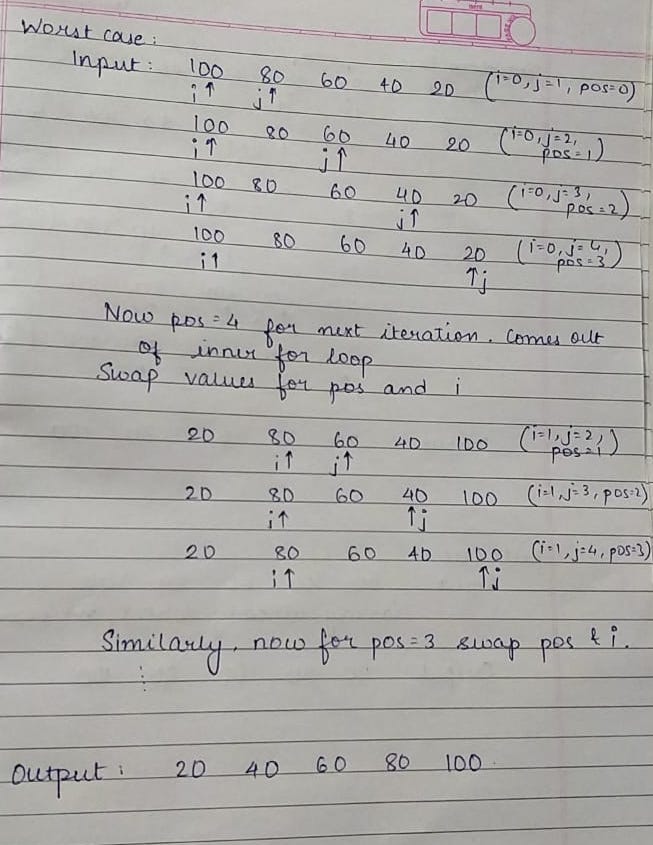 Worst case:
Input: 100 80 60 40 20 (i=0, j=1, pos=0)
i↑ j↑
100 80 60 40 20 (i=0, j=2,
pos=1)
i↑ j↑
100 80 60 40 20 (i=0, j=3,
pos=2)
i↑ j↑
100 80 60 40 20 (i=0, j=4,
pos=3)
i↑ ↑j
Now pos=4 for next iteration. Comes out
of inner for loop
Swap values for pos and i
20 80 60 40 100 (i=1, j=2,
pos=1)
i↑ j↑
20 80 60 40 100 (i=1, j=3, pos=2)
i↑ ↑j
20 80 60 40 100 (i=1, j=4, pos=3)
i↑ ↑j
Similarly, now for pos=3 swap pos & i.
⋮
Output: 20 40 60 80 100.